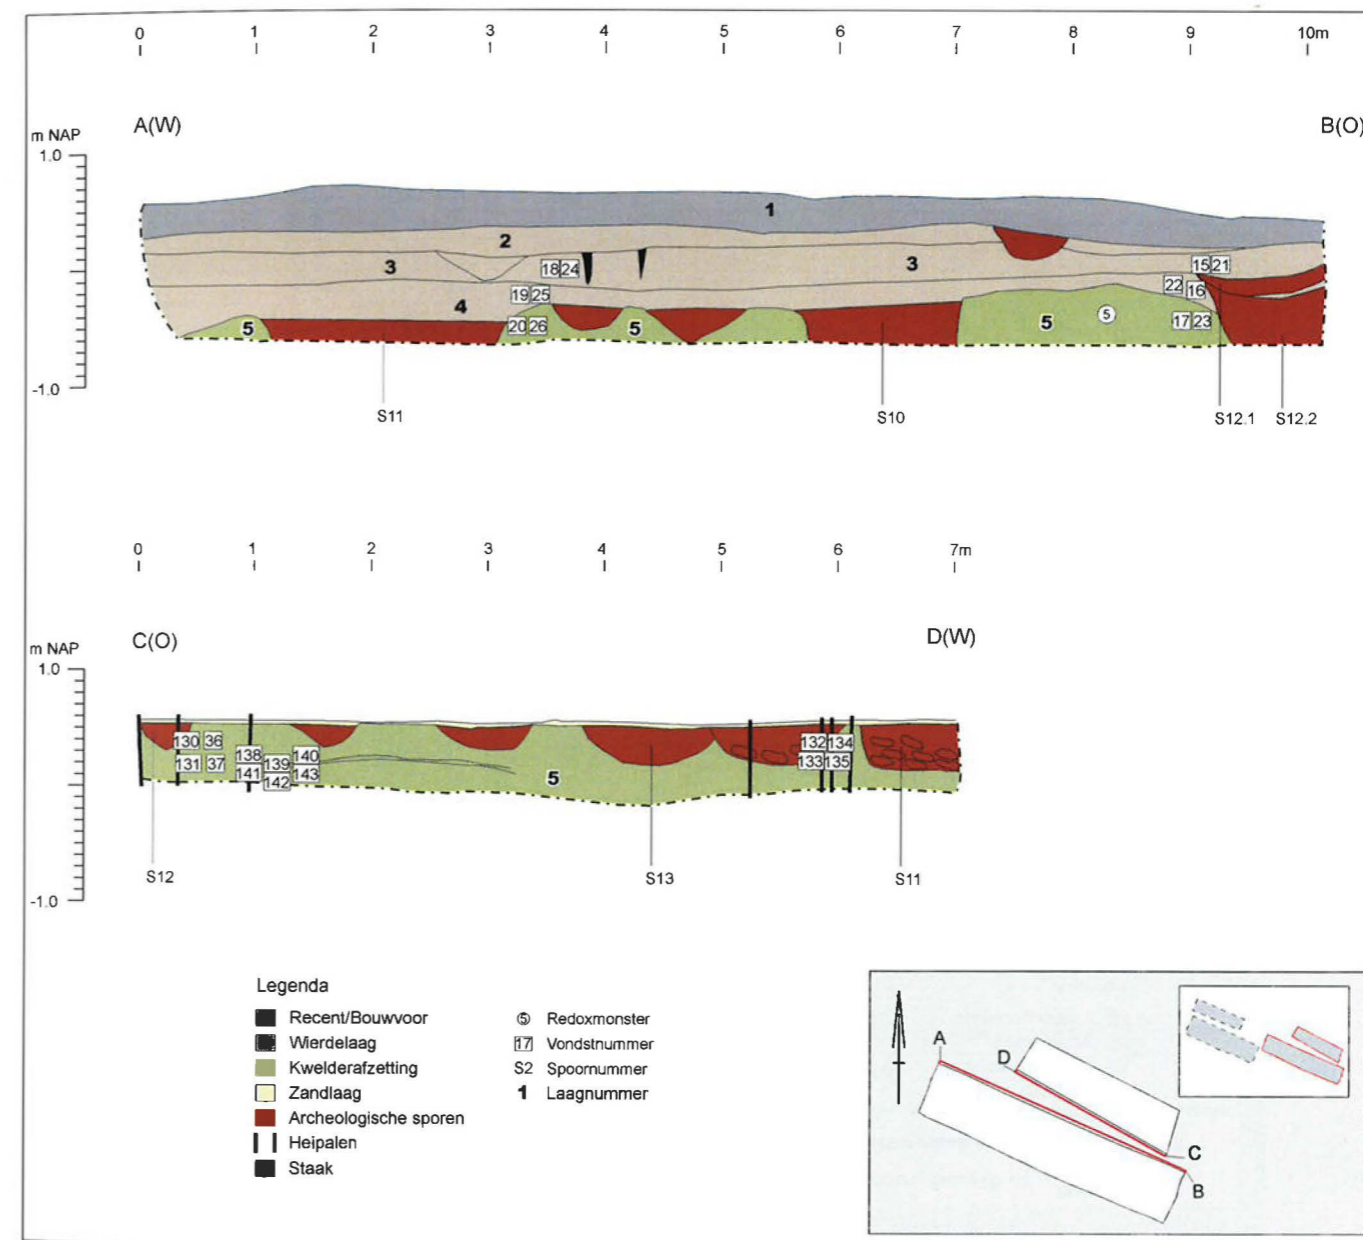 0 1 2 3 4 5 6 7 8 9 10m
A(W) B(O)
m NAP
1.0
1
2
3 18 24 3 15 21
19 25 22 16
4
5 20 26 5 5 5 17 23
-1.0
S11 S10 S12.1 S12.2
0 1 2 3 4 5 6 7m
C(O) D(W)
m NAP
1.0
130 36 132 134
131 37 138 139 140 133 135
141 142 143 5
S12 S13 S11
-1.0
Legenda
Recent/Bouwvoor
Wierdelaag
Kwelderafzetting
Zandlaag
Archeologische sporen
Heipalen
Staak
5 Redoxmonster
17 Vondstnummer
S2 Spoornummer
1 Laagnummer
A
D
C
B